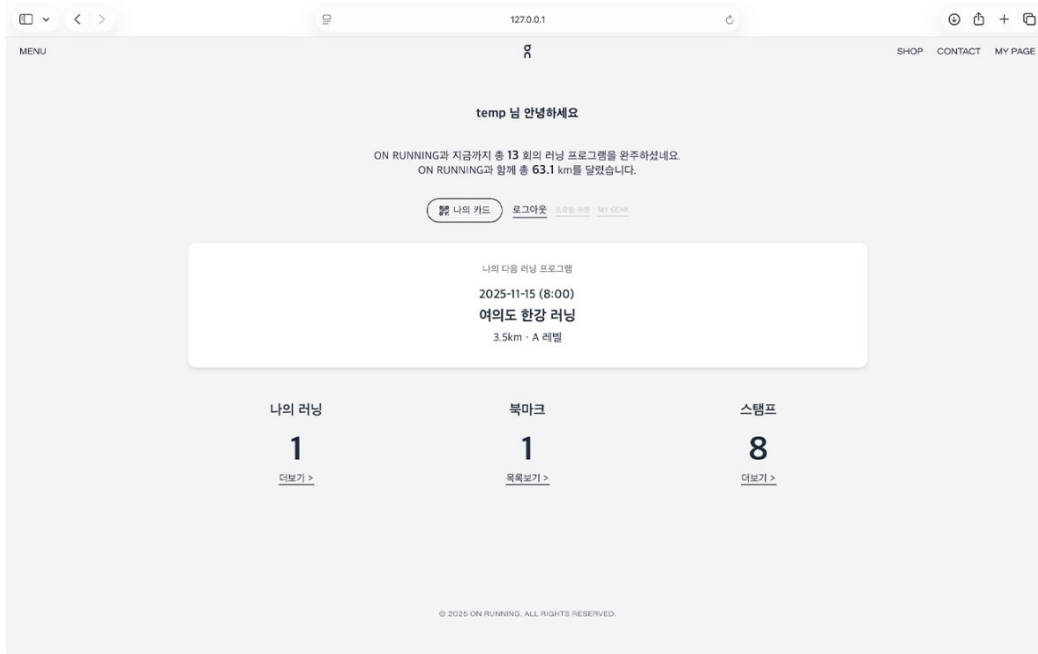 127.0.0.1
MENU
SHOP CONTACT MY PAGE
temp 님 안녕하세요
ON RUNNING과 지금까지 총 13 회의 러닝 프로그램을 완주하셨네요.
ON RUNNING과 함께 총 63.1 km를 달렸습니다.
나의 카드 로그아웃 프로필 수정 MY GEAR
나의 다음 러닝 프로그램
2025-11-15 (8:00)
여의도 한강 러닝
3.5km · A 레벨
나의 러닝 북마크 스탬프
1 1 8
더보기 > 목록보기 > 더보기 >
© 2025 ON RUNNING. ALL RIGHTS RESERVED.